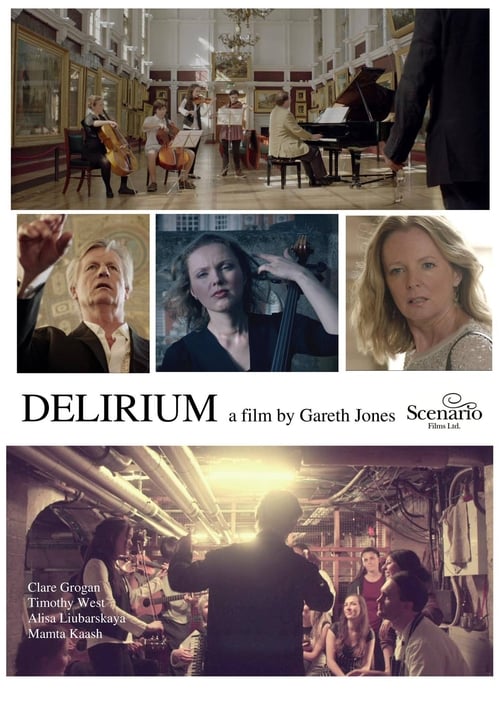 DELIRIUM a film by Gareth Jones Scenario
Films Ltd.
Clare Grogan
Timothy West
Alisa Liubarskaya
Mamta Kaash